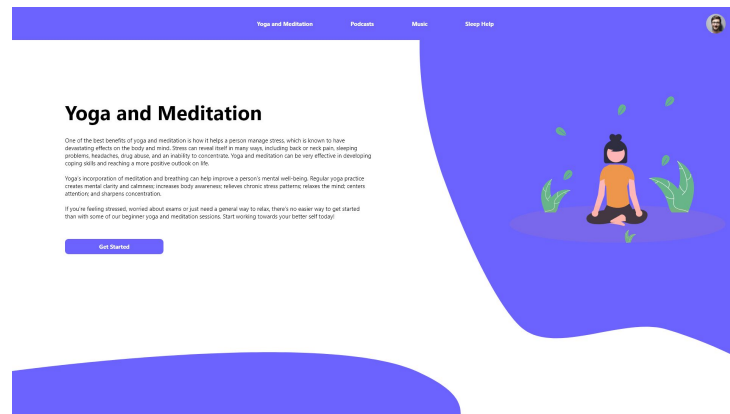 Yoga and Meditation
Podcasts
Music
Sleep Help
Yoga and Meditation
One of the best benefits of yoga and meditation is how it helps a person manage stress, which is known to have
devastating effects on the body and mind. Stress can reveal itself in many ways, including back or neck pain, sleeping
problems, headaches, drug abuse, and an inability to concentrate. Yoga and meditation can be very effective in developing
coping skills and reaching a more positive outlook on life.
Yoga's incorporation of meditation and breathing can help improve a person's mental well-being. Regular yoga practice
creates mental clarity and calmness; increases body awareness; relieves chronic stress patterns; relaxes the mind; centers
attention; and sharpens concentration.
If you're feeling stressed, worried about exams or just need a general way to relax, there's no easier way to get started
than with some of our beginner yoga and meditation sessions. Start working towards your better self today!
Get Started